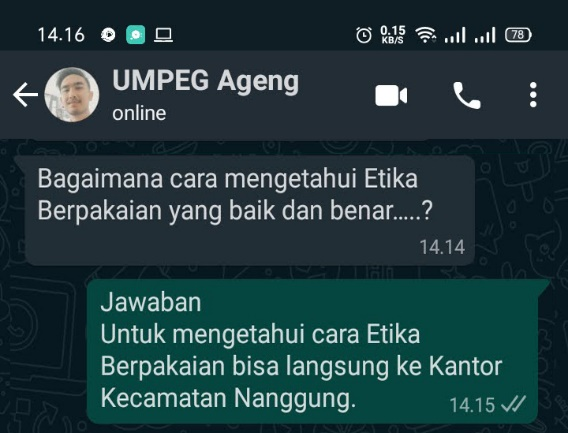 14.16 0.15 KB/S 78
UMPEG Ageng
online
Bagaimana cara mengetahui Etika
Berpakaian yang baik dan benar.....?
14.14
Jawaban
Untuk mengetahui cara Etika
Berpakaian bisa langsung ke Kantor
Kecamatan Nanggung.
14.15